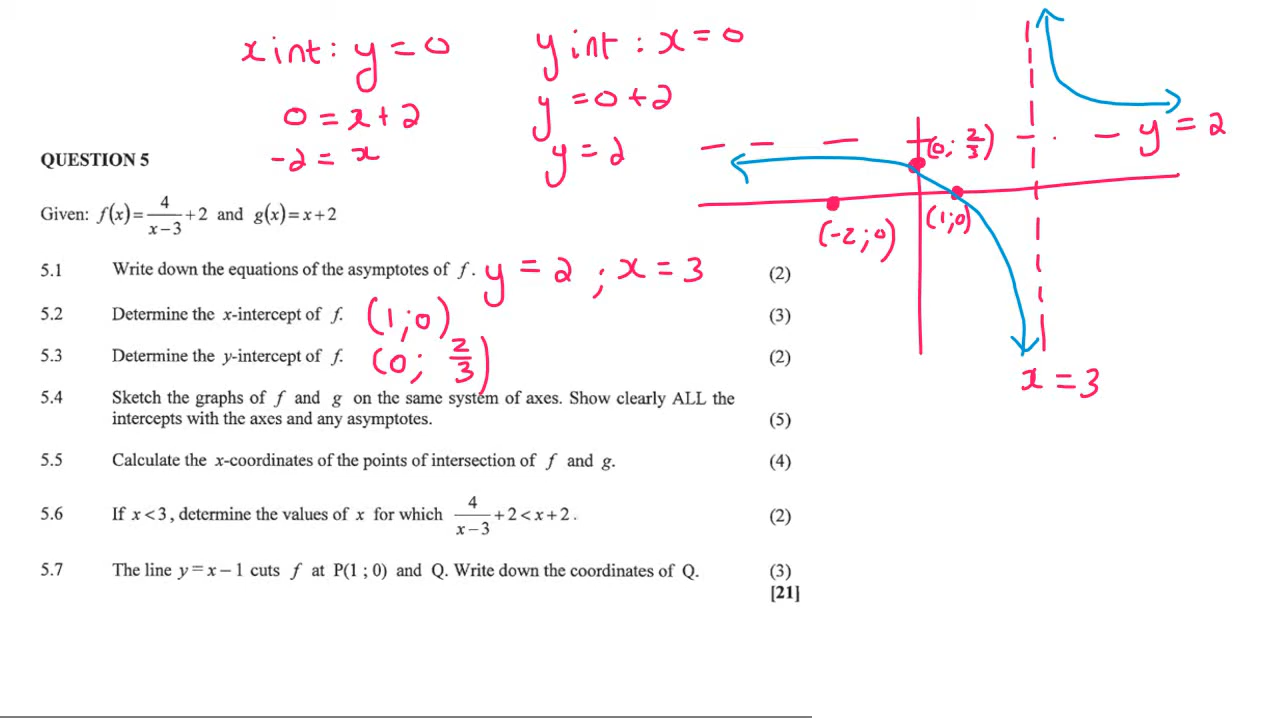 x int: y = 0
0 = x + 2
-2 = x
y int: x = 0
y = 0 + 2
y = 2
(0; 2/3)
y = 2
(-2; 0)
(1; 0)
x = 3
QUESTION 5
Given: f(x) = 4/(x−3) + 2 and g(x) = x + 2
5.1 Write down the equations of the asymptotes of f. y = 2 ; x = 3 (2)
5.2 Determine the x-intercept of f. (1; 0) (3)
5.3 Determine the y-intercept of f. (0; 2/3) (2)
5.4 Sketch the graphs of f and g on the same system of axes. Show clearly ALL the
intercepts with the axes and any asymptotes. (5)
5.5 Calculate the x-coordinates of the points of intersection of f and g. (4)
5.6 If x < 3, determine the values of x for which 4/(x−3) + 2 < x + 2. (2)
5.7 The line y = x − 1 cuts f at P(1 ; 0) and Q. Write down the coordinates of Q. (3)
[21]